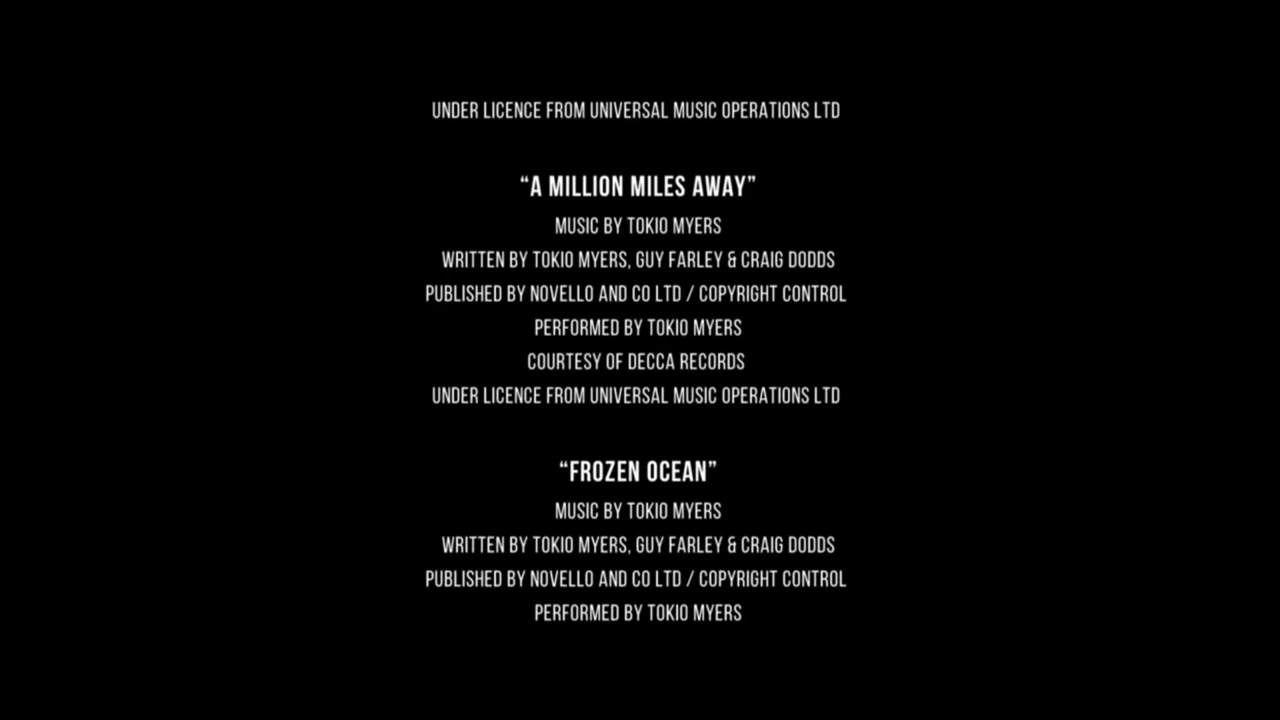 UNDER LICENCE FROM UNIVERSAL MUSIC OPERATIONS LTD
“A MILLION MILES AWAY”
MUSIC BY TOKIO MYERS
WRITTEN BY TOKIO MYERS, GUY FARLEY & CRAIG DODDS
PUBLISHED BY NOVELLO AND CO LTD / COPYRIGHT CONTROL
PERFORMED BY TOKIO MYERS
COURTESY OF DECCA RECORDS
UNDER LICENCE FROM UNIVERSAL MUSIC OPERATIONS LTD
“FROZEN OCEAN”
MUSIC BY TOKIO MYERS
WRITTEN BY TOKIO MYERS, GUY FARLEY & CRAIG DODDS
PUBLISHED BY NOVELLO AND CO LTD / COPYRIGHT CONTROL
PERFORMED BY TOKIO MYERS